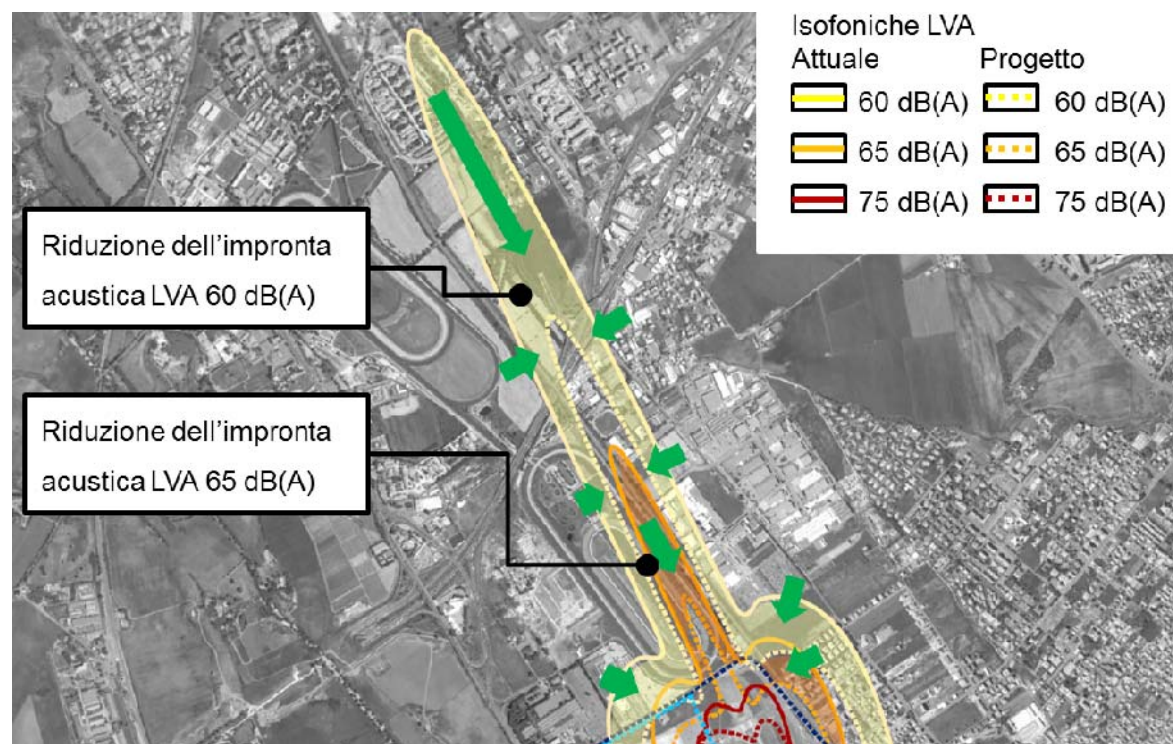 Isofoniche LVA
Attuale Progetto
60 dB(A) 60 dB(A)
65 dB(A) 65 dB(A)
75 dB(A) 75 dB(A)
Riduzione dell'impronta
acustica LVA 60 dB(A)
Riduzione dell'impronta
acustica LVA 65 dB(A)